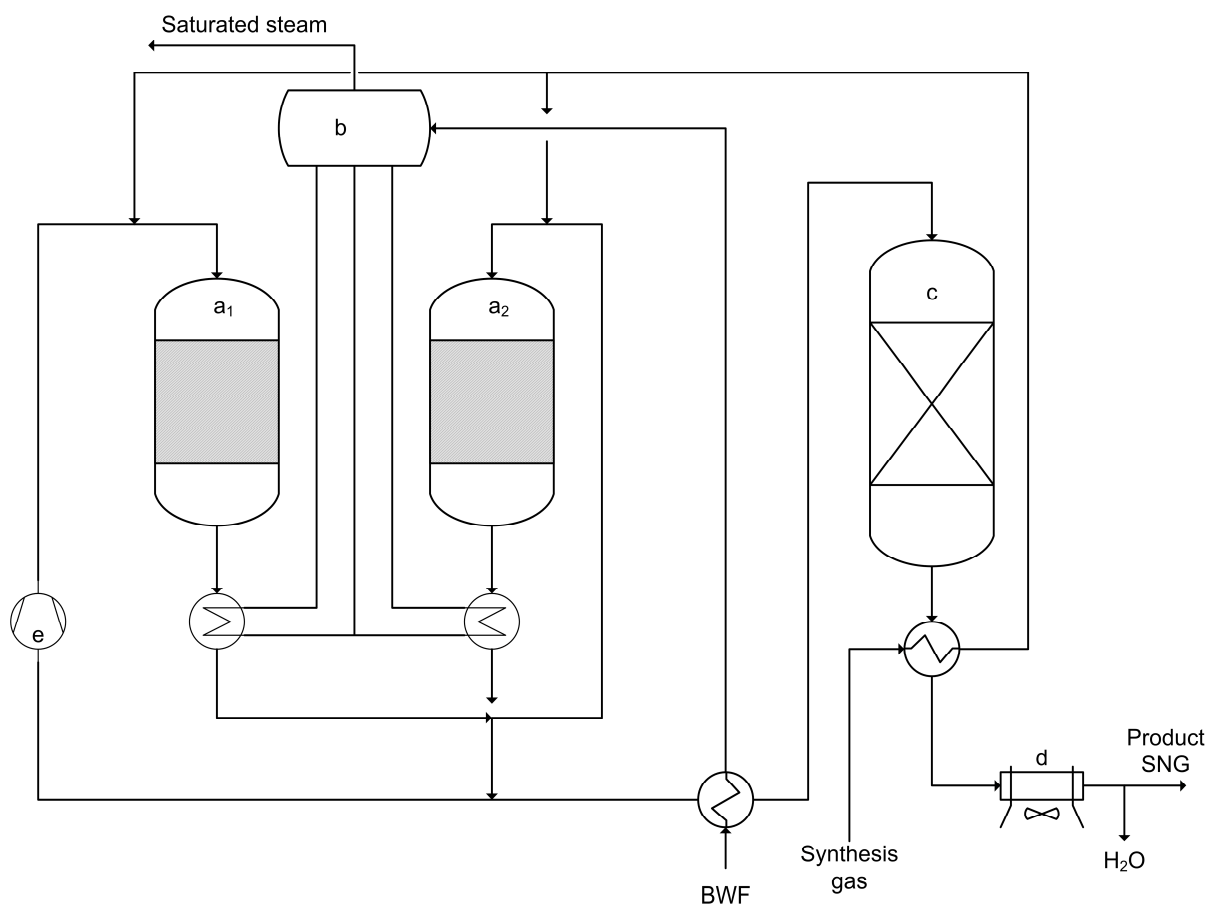 Saturated steam
b
a₁
a₂
c
e
d
Product
SNG
Synthesis
gas
H₂O
BWF